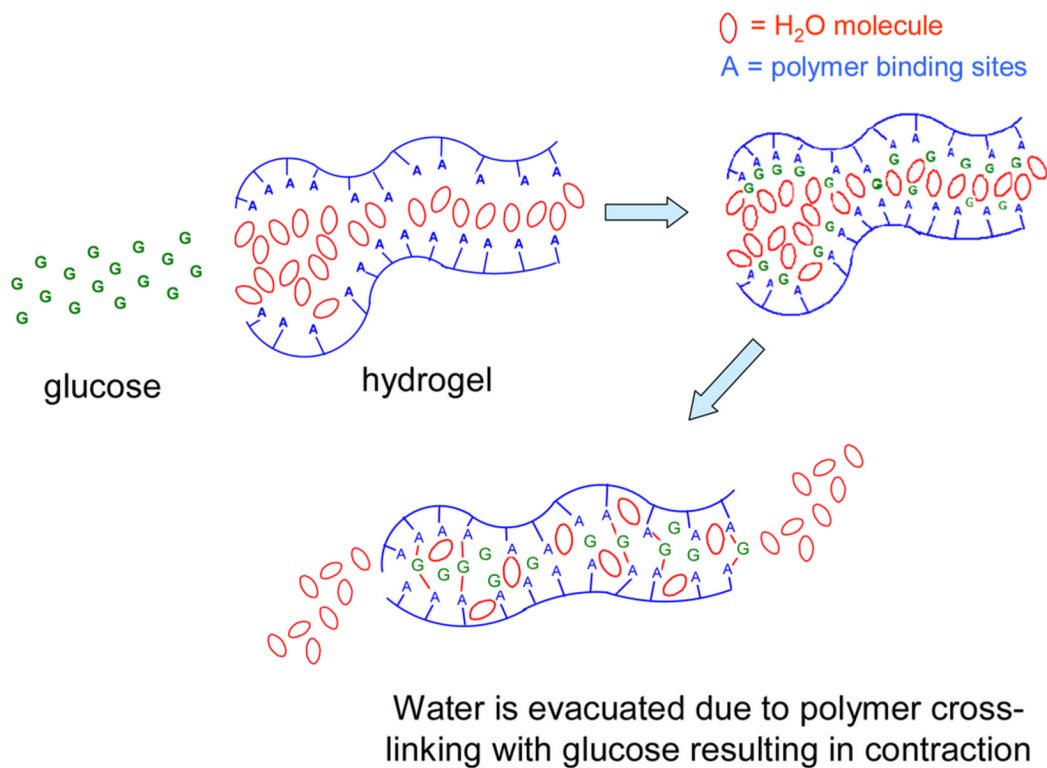 = H₂O molecule
A = polymer binding sites
glucose
hydrogel
Water is evacuated due to polymer cross-
linking with glucose resulting in contraction